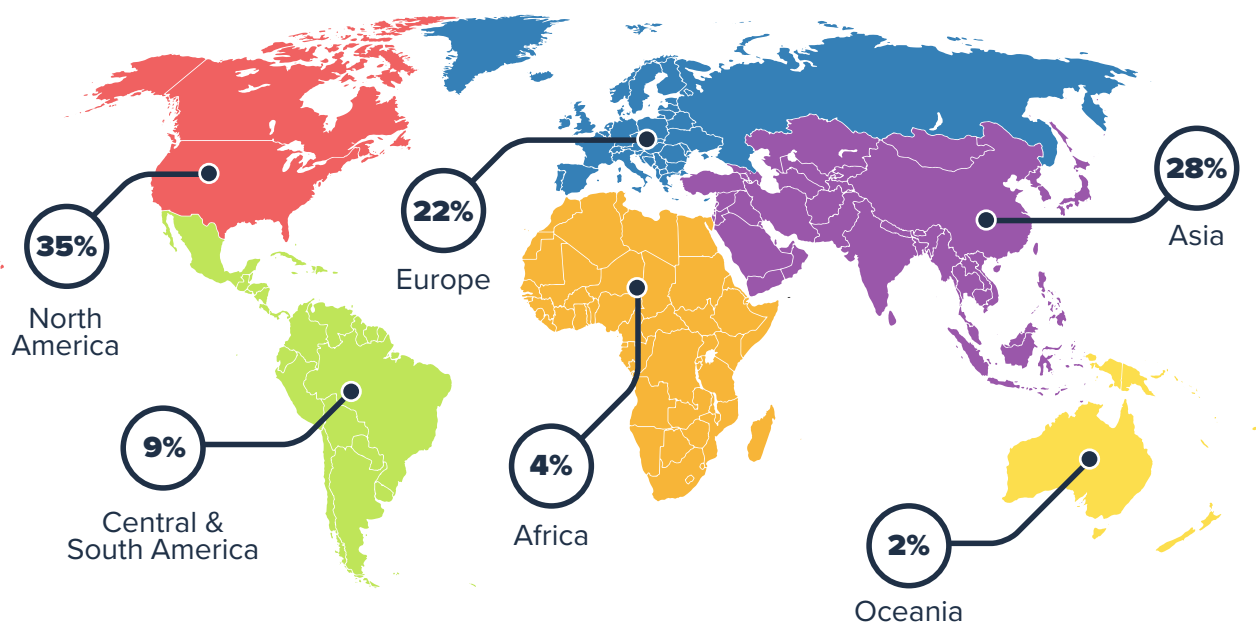 35%
North
America
22%
Europe
28%
Asia
9%
Central &
South America
4%
Africa
2%
Oceania